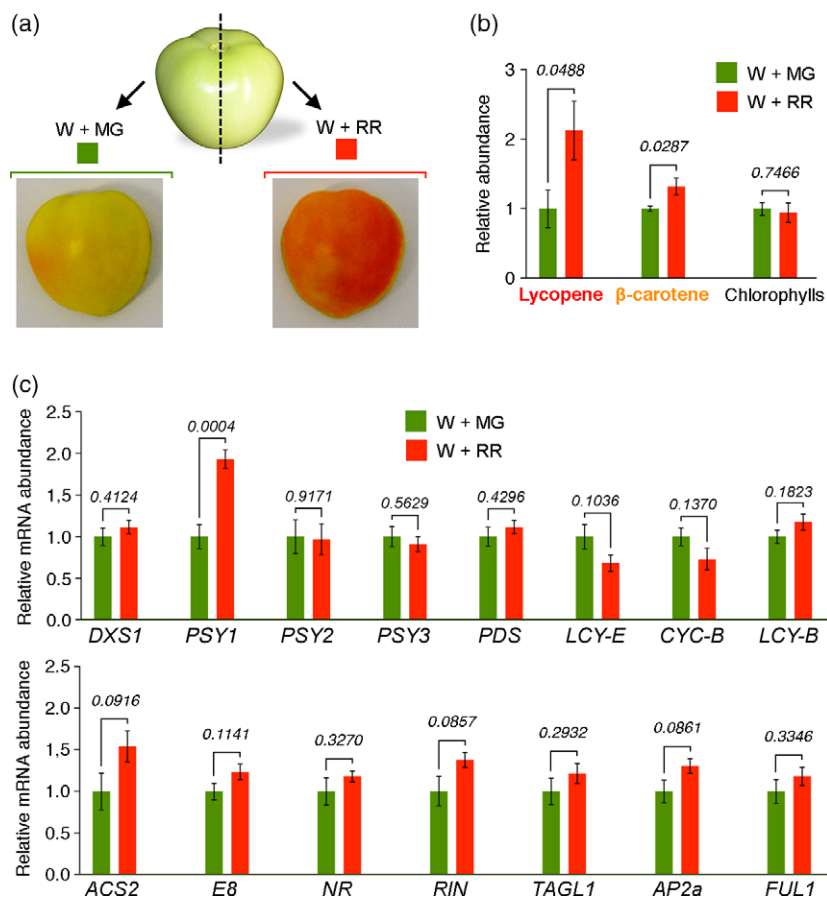 (a)
W + MG
W + RR
(b)
Relative abundance
3
2
1
0
0.0488
0.0287
0.7466
W + MG
W + RR
Lycopene β-carotene Chlorophylls
(c)
Relative mRNA abundance
2.5
2.0
1.5
1.0
0.5
0.0
W + MG
W + RR
0.4124
0.0004
0.9171
0.5629
0.4296
0.1036
0.1370
0.1823
DXS1 PSY1 PSY2 PSY3 PDS LCY-E CYC-B LCY-B
Relative mRNA abundance
2.5
2.0
1.5
1.0
0.5
0.0
0.0916
0.1141
0.3270
0.0857
0.2932
0.0861
0.3346
ACS2 E8 NR RIN TAGL1 AP2a FUL1